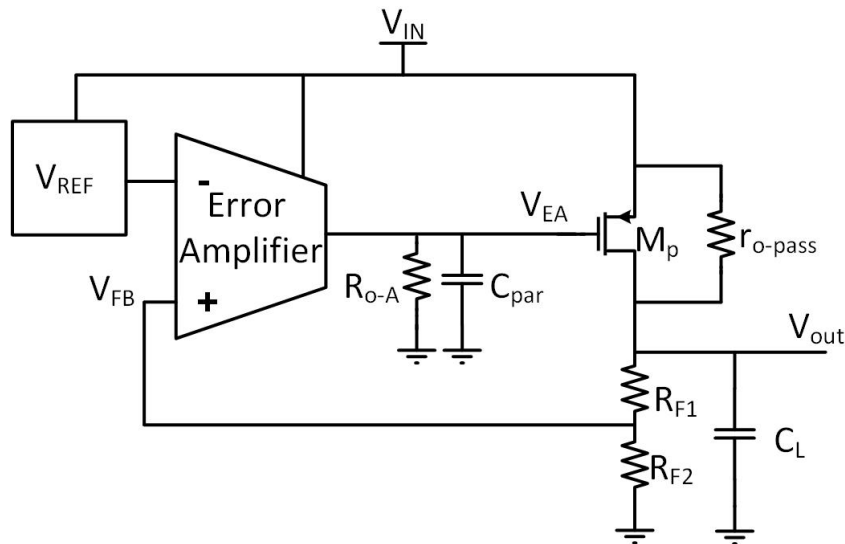 V_IN
V_REF
-
Error
Amplifier
+
V_FB
V_EA
R_o-A
C_par
M_p
r_o-pass
V_out
R_F1
R_F2
C_L